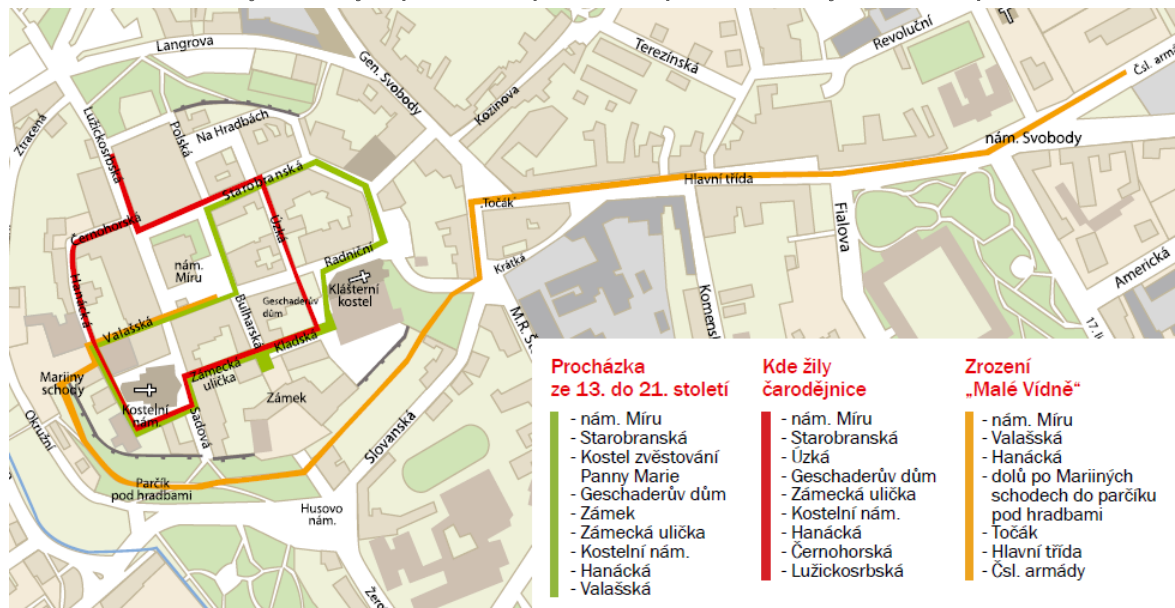 Langrova
Gen. Svobody
Terezínská
Revoluční
Čsl. armády
Ztracená
Lužickosrbská
Polská
Na Hradbách
Kozinova
nám. Svobody
Starobranská
Hlavní třída
Točák
Černohorská
Úzká
Radniční
Krátká
Fialova
Americká
nám.
Míru
Hanácká
Klášterní
kostel
Geschaderův
dům
Bulharská
Valašská
Kladská
Komensk
M.R. Š
17. li
Mariiny
schody
Zámecká
ulička
Kostelní
nám.
Sadová
Zámek
Okružní
Slovanská
Parčík
pod hradbami
Husovo
nám.
Žero
Procházka
ze 13. do 21. století
- nám. Míru
- Starobranská
- Kostel zvěstování
Panny Marie
- Geschaderův dům
- Zámek
- Zámecká ulička
- Kostelní nám.
- Hanácká
- Valašská
Kde žily
čarodějnice
- nám. Míru
- Starobranská
- Úzká
- Geschaderův dům
- Zámecká ulička
- Kostelní nám.
- Hanácká
- Černohorská
- Lužickosrbská
Zrození
„Malé Vídně“
- nám. Míru
- Valašská
- Hanácká
- dolů po Mariiných
schodech do parčíku
pod hradbami
- Točák
- Hlavní třída
- Čsl. armády